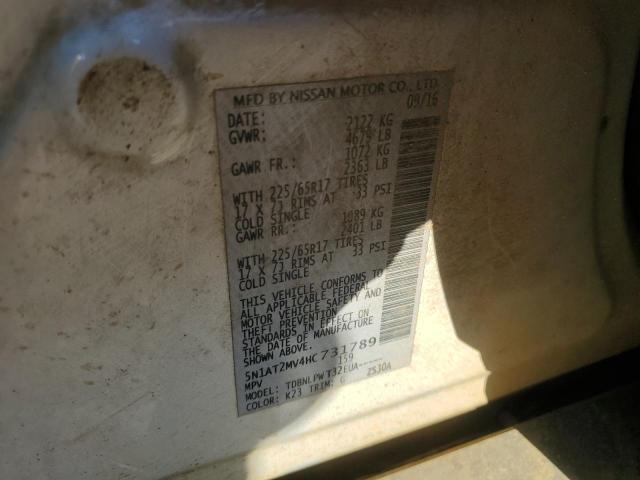 MFD BY NISSAN MOTOR CO., LTD.
DATE: 09/16
GVWR: 2122 KG
4679 LB
GAWR FR.: 1072 KG
2363 LB
WITH 225/65R17 TIRES
17 X 7J RIMS AT 33 PSI
COLD SINGLE
GAWR RR.: 1089 KG
2401 LB
WITH 225/65R17 TIRES
17 X 7J RIMS AT 33 PSI
COLD SINGLE
THIS VEHICLE CONFORMS TO
ALL APPLICABLE FEDERAL
MOTOR VEHICLE SAFETY AND
THEFT PREVENTION
STANDARDS IN EFFECT ON
THE DATE OF MANUFACTURE
SHOWN ABOVE.
5N1AT2MV4HC731789
MPV 159
MODEL: TDBNLPWT32EUA-----
COLOR: K23 TRIM: G 2530A